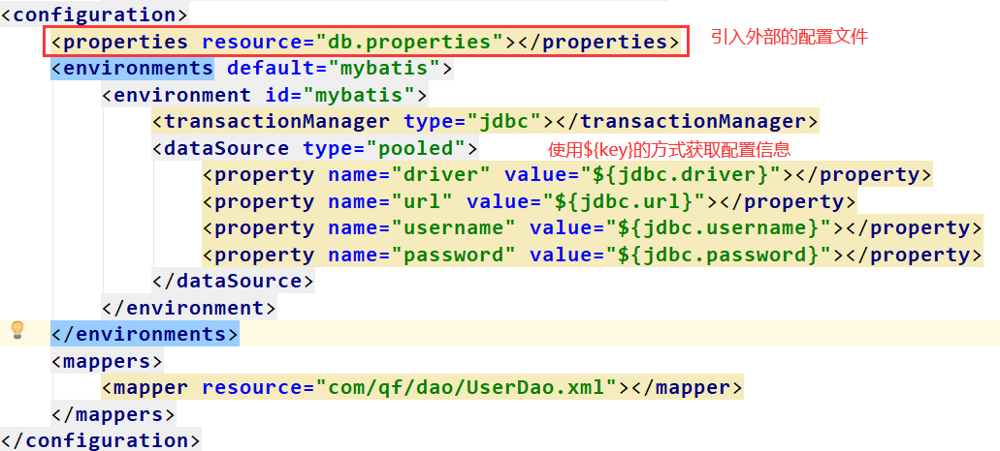 <configuration>
    <properties resource="db.properties"></properties> 引入外部的配置文件
    <environments default="mybatis">
        <environment id="mybatis">
            <transactionManager type="jdbc"></transactionManager>
            <dataSource type="pooled"> 使用${key}的方式获取配置信息
                <property name="driver" value="${jdbc.driver}"></property>
                <property name="url" value="${jdbc.url}"></property>
                <property name="username" value="${jdbc.username}"></property>
                <property name="password" value="${jdbc.password}"></property>
            </dataSource>
        </environment>
    </environments>
    <mappers>
        <mapper resource="com/qf/dao/UserDao.xml"></mapper>
    </mappers>
</configuration>